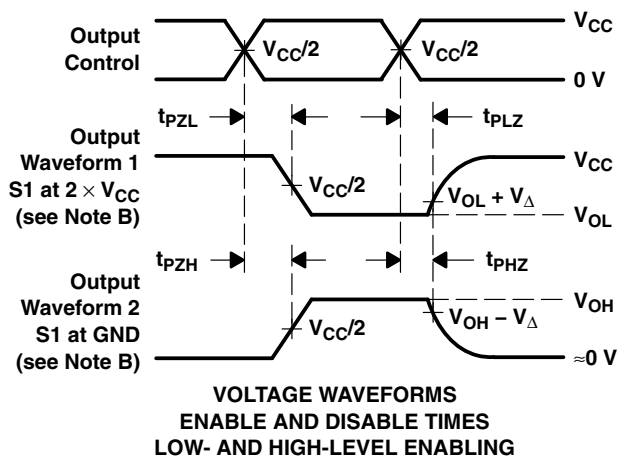 Output
Control
V_CC/2
V_CC/2
V_CC
0 V
t_PZL
t_PLZ
Output
Waveform 1
S1 at 2 × V_CC
(see Note B)
V_CC/2
V_CC
V_OL + V_Δ
V_OL
t_PZH
t_PHZ
Output
Waveform 2
S1 at GND
(see Note B)
V_CC/2
V_OH
V_OH − V_Δ
≈0 V
VOLTAGE WAVEFORMS
ENABLE AND DISABLE TIMES
LOW- AND HIGH-LEVEL ENABLING